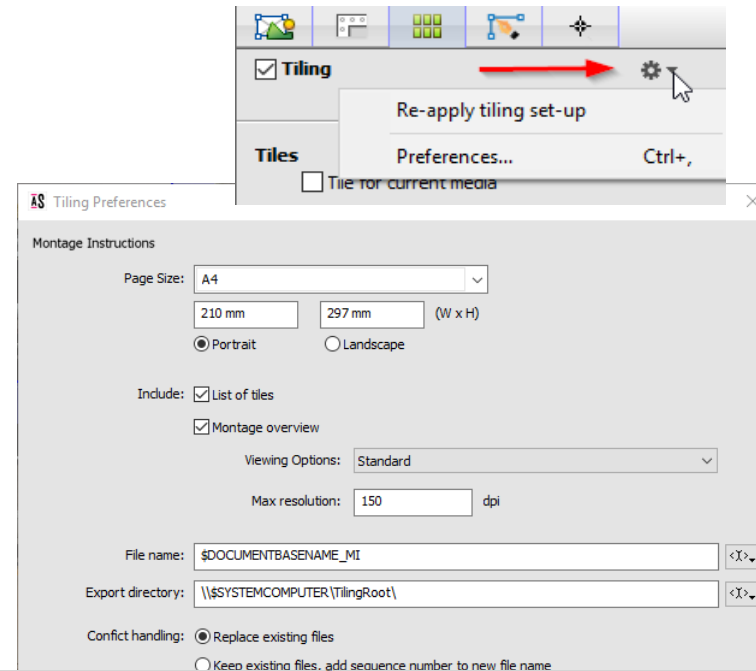 Tiling
Re-apply tiling set-up
Tiles
Preferences... Ctrl+,
Tile for current media
AS Tiling Preferences
Montage Instructions
Page Size: A4
210 mm 297 mm (W x H)
Portrait Landscape
Include: List of tiles
Montage overview
Viewing Options: Standard
Max resolution: 150 dpi
File name: $DOCUMENTBASENAME_MI
Export directory: \\$SYSTEMCOMPUTER\TilingRoot\
Confict handling: Replace existing files
Keep existing files, add sequence number to new file name